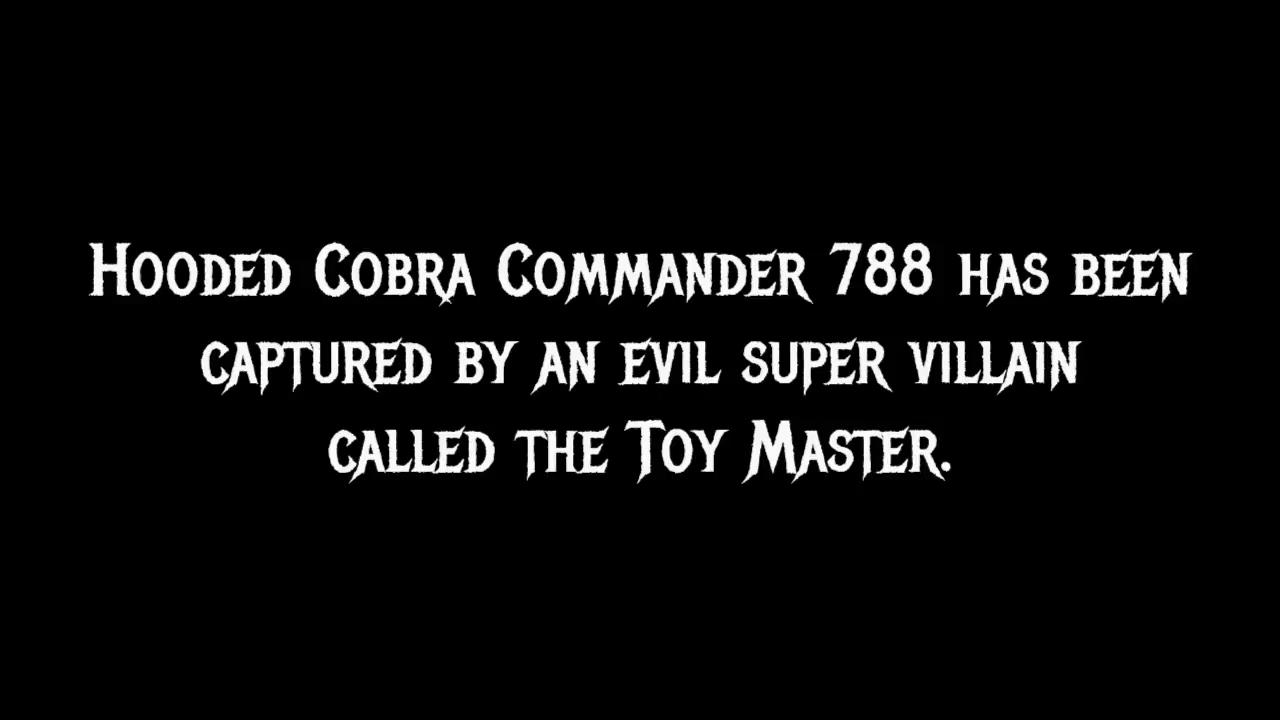 Hooded Cobra Commander 788 has been
captured by an evil super villain
called the Toy Master.